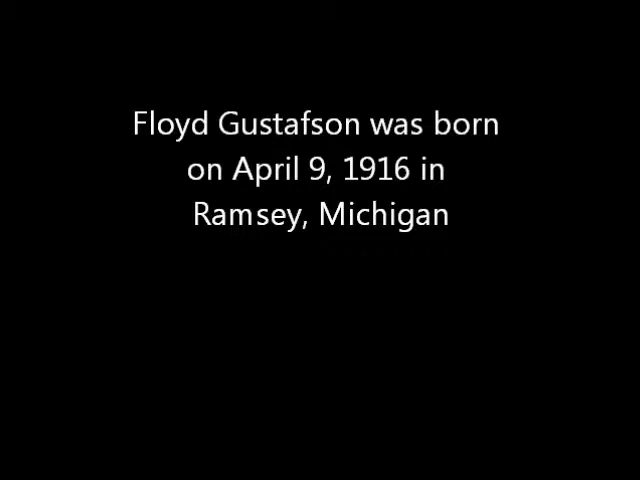 Floyd Gustafson was born
on April 9, 1916 in
Ramsey, Michigan